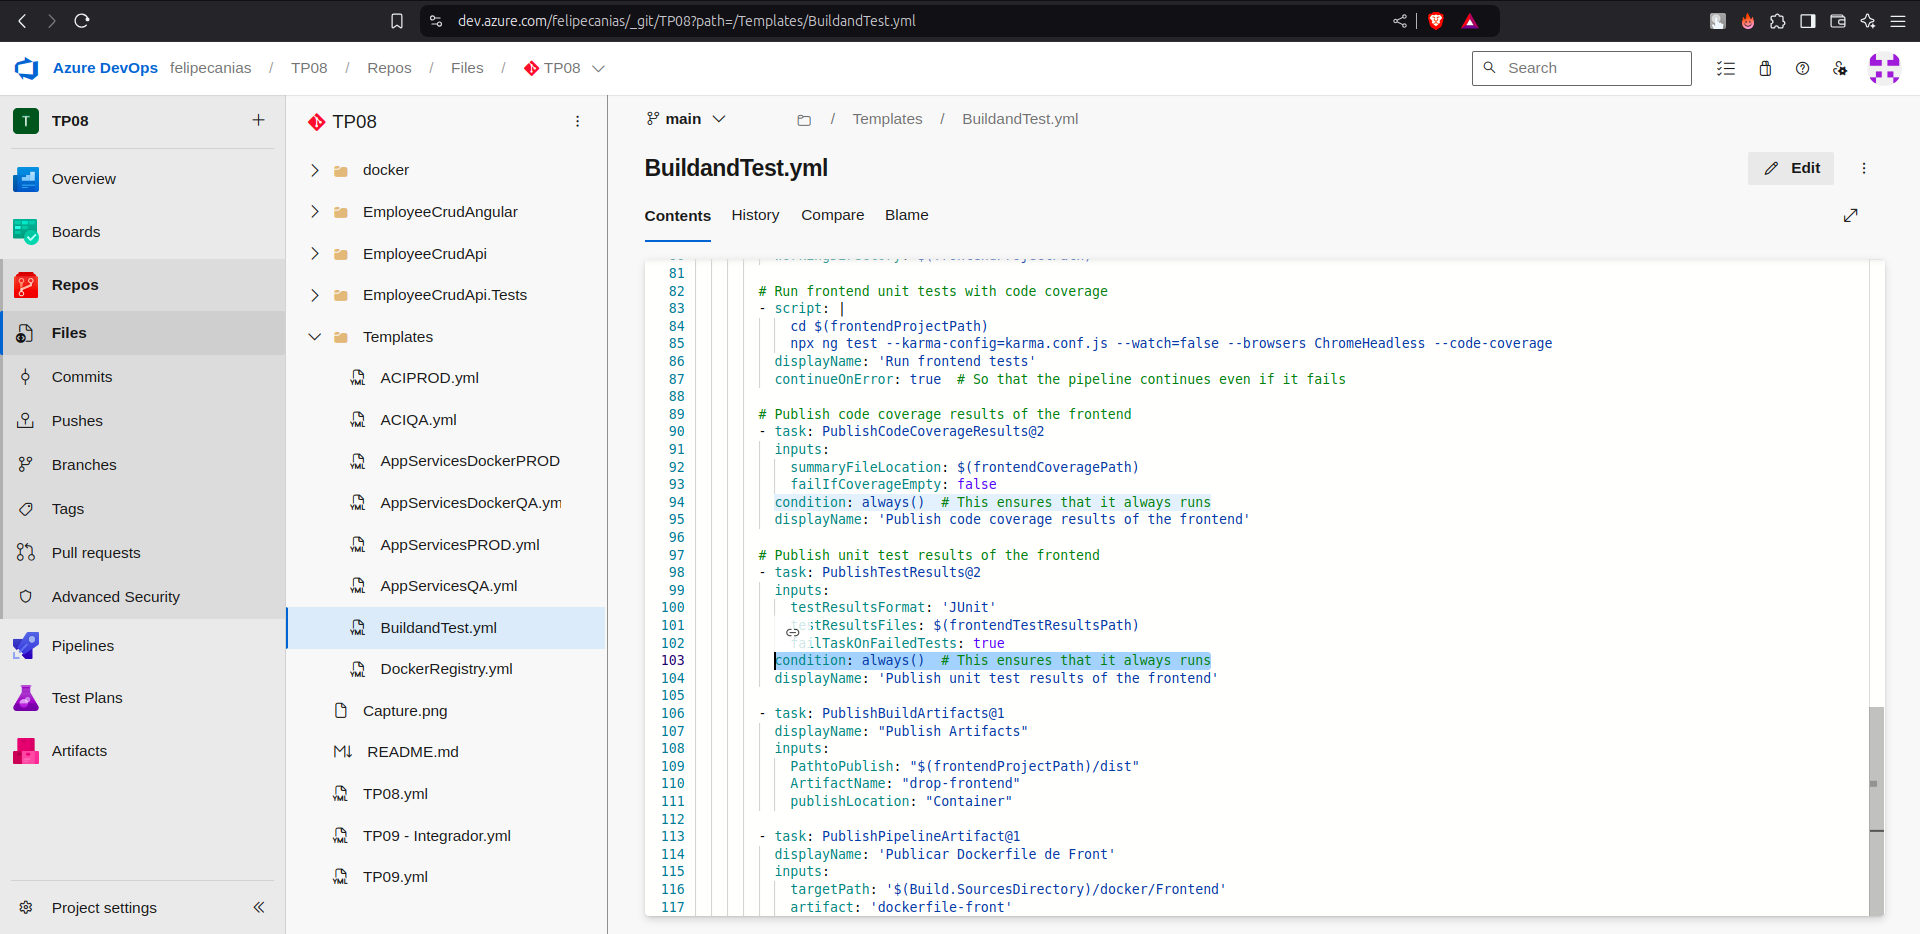 dev.azure.com/felipecanias/_git/TP08?path=/Templates/BuildandTest.yml
Azure DevOps felipecanias / TP08 / Repos / Files / TP08
Search
T TP08
Overview
Boards
Repos
Files
Commits
Pushes
Branches
Tags
Pull requests
Advanced Security
Pipelines
Test Plans
Artifacts
Project settings
TP08
docker
EmployeeCrudAngular
EmployeeCrudApi
EmployeeCrudApi.Tests
Templates
YML ACIPROD.yml
YML ACIQA.yml
YML AppServicesDockerPROD
YML AppServicesDockerQA.ym
YML AppServicesPROD.yml
YML AppServicesQA.yml
YML BuildandTest.yml
YML DockerRegistry.yml
Capture.png
M↓ README.md
YML TP08.yml
YML TP09 - Integrador.yml
YML TP09.yml
main
/ Templates / BuildandTest.yml
BuildandTest.yml
Edit
Contents History Compare Blame
81
82 # Run frontend unit tests with code coverage
83 - script: |
84 cd $(frontendProjectPath)
85 npx ng test --karma-config=karma.conf.js --watch=false --browsers ChromeHeadless --code-coverage
86 displayName: 'Run frontend tests'
87 continueOnError: true # So that the pipeline continues even if it fails
88
89 # Publish code coverage results of the frontend
90 - task: PublishCodeCoverageResults@2
91 inputs:
92 summaryFileLocation: $(frontendCoveragePath)
93 failIfCoverageEmpty: false
94 condition: always() # This ensures that it always runs
95 displayName: 'Publish code coverage results of the frontend'
96
97 # Publish unit test results of the frontend
98 - task: PublishTestResults@2
99 inputs:
100 testResultsFormat: 'JUnit'
101 testResultsFiles: $(frontendTestResultsPath)
102 failTaskOnFailedTests: true
103 condition: always() # This ensures that it always runs
104 displayName: 'Publish unit test results of the frontend'
105
106 - task: PublishBuildArtifacts@1
107 displayName: "Publish Artifacts"
108 inputs:
109 PathtoPublish: "$(frontendProjectPath)/dist"
110 ArtifactName: "drop-frontend"
111 publishLocation: "Container"
112
113 - task: PublishPipelineArtifact@1
114 displayName: 'Publicar Dockerfile de Front'
115 inputs:
116 targetPath: '$(Build.SourcesDirectory)/docker/Frontend'
117 artifact: 'dockerfile-front'